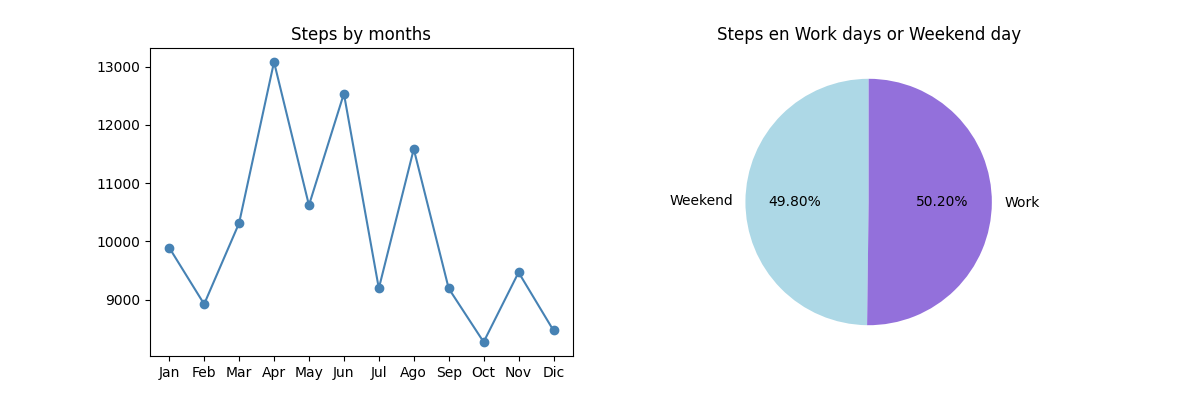 Steps by months
13000
12000
11000
10000
9000
Jan Feb Mar Apr May Jun Jul Ago Sep Oct Nov Dic
Steps en Work days or Weekend day
Weekend 49.80% 50.20% Work